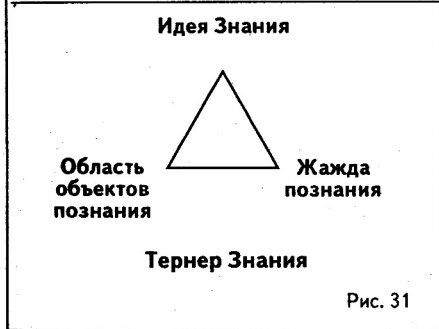 Идея Знания
Область
объектов
познания
Жажда
познания
Тернер Знания
Рис. 31